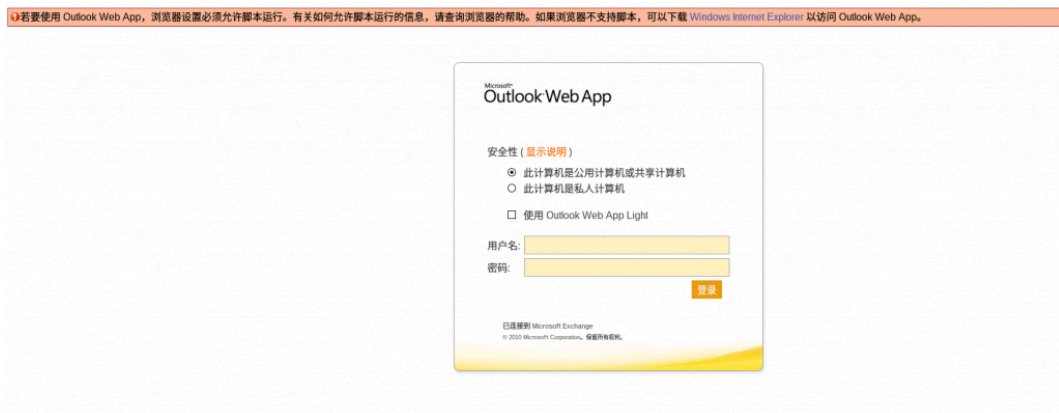 若要使用 Outlook Web App，浏览器设置必须允许脚本运行。有关如何允许脚本运行的信息，请查询浏览器的帮助。如果浏览器不支持脚本，可以下载 Windows Internet Explorer 以访问 Outlook Web App。
Microsoft®
Outlook Web App
安全性 ( 显示说明 )
此计算机是公用计算机或共享计算机
此计算机是私人计算机
使用 Outlook Web App Light
用户名:
密码:
登录
已连接到 Microsoft Exchange
© 2010 Microsoft Corporation。保留所有权利。